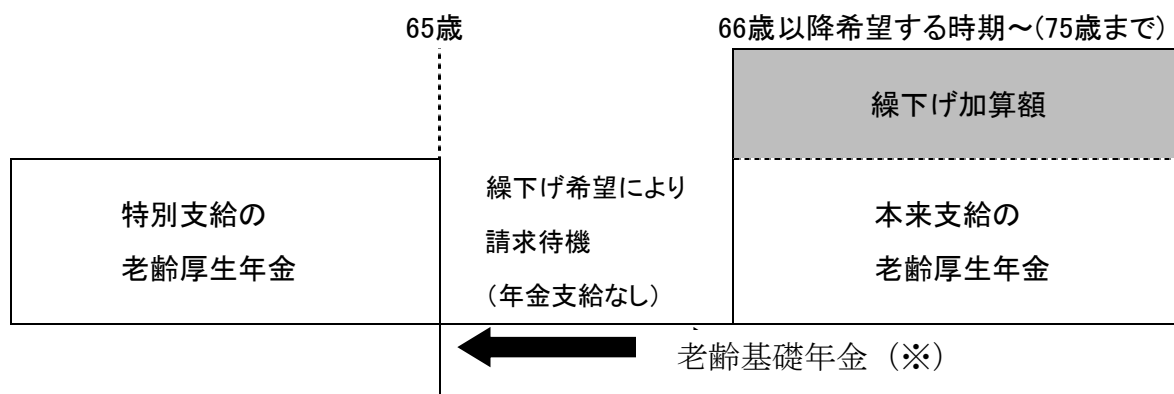 65歳
66歳以降希望する時期～(75歳まで)
繰下げ加算額
特別支給の
老齢厚生年金
繰下げ希望により
請求待機
（年金支給なし）
本来支給の
老齢厚生年金
老齢基礎年金（※）